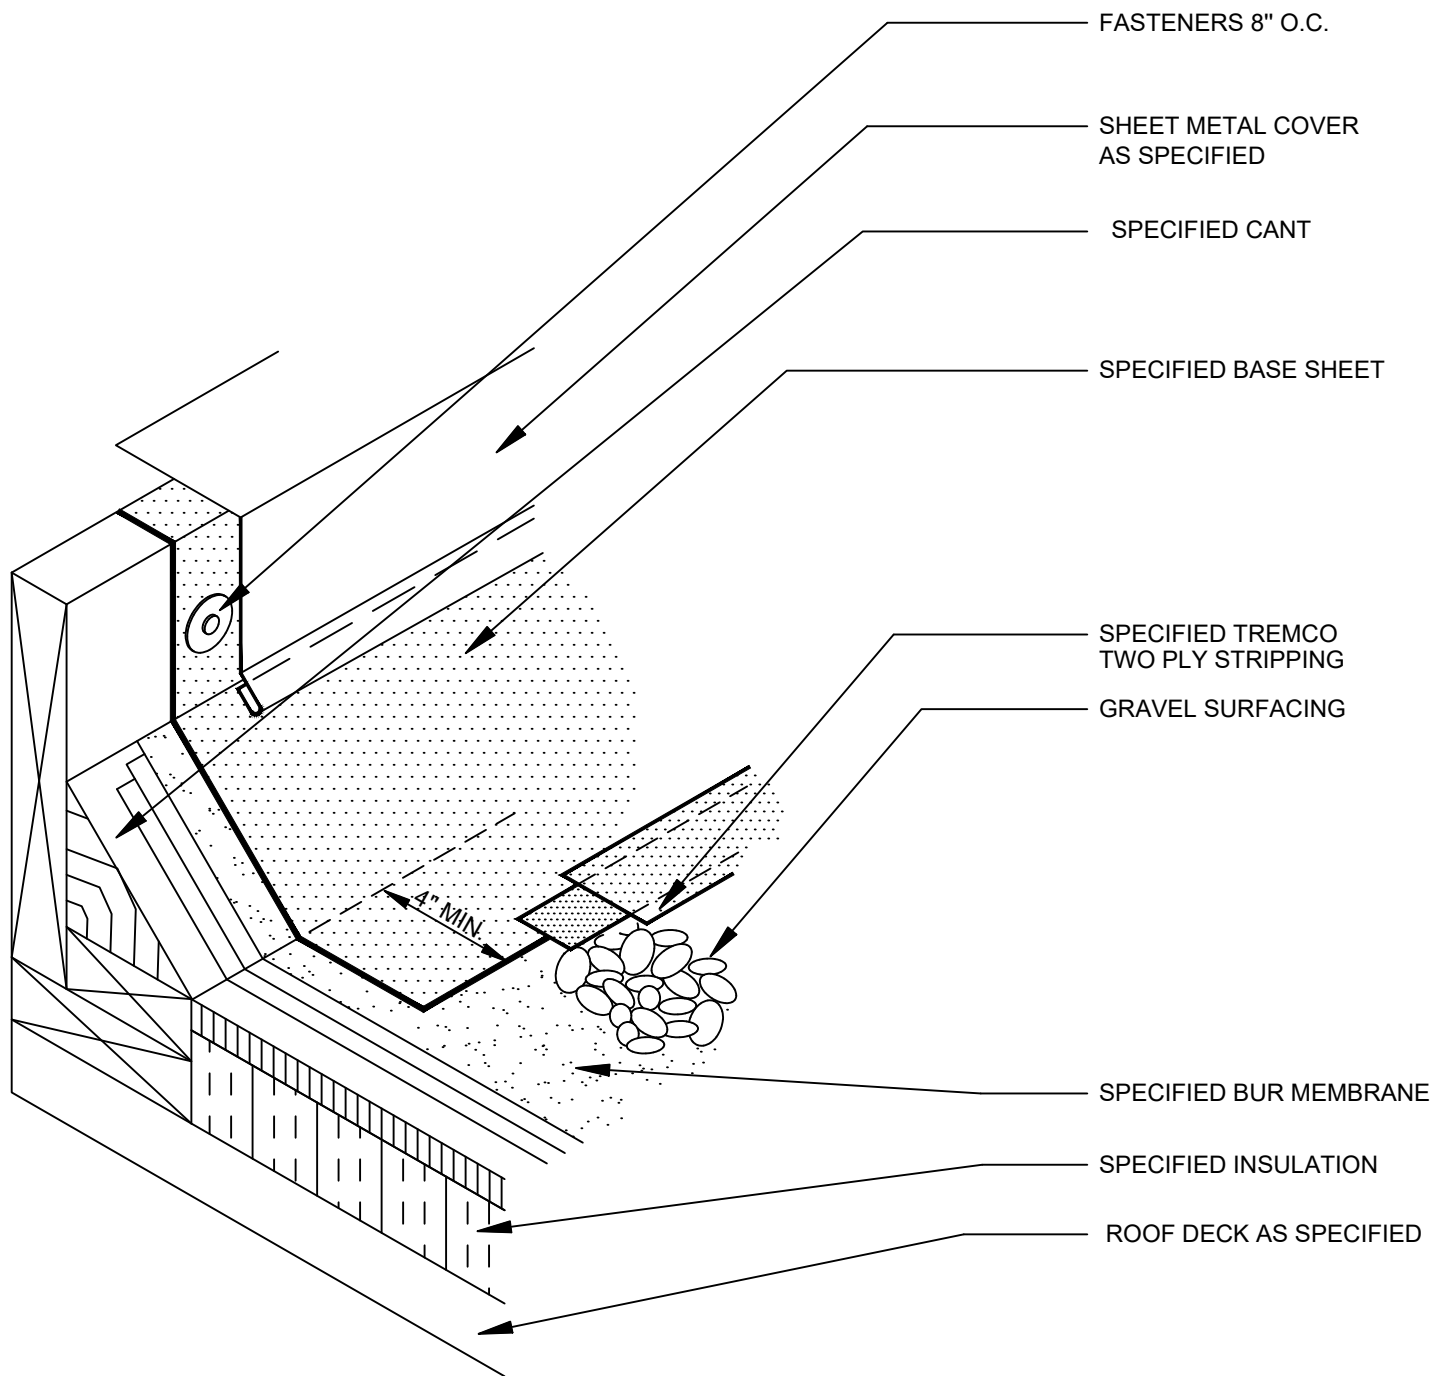 FASTENERS 8" O.C.
SHEET METAL COVER
AS SPECIFIED
SPECIFIED CANT
SPECIFIED BASE SHEET
SPECIFIED TREMCO
TWO PLY STRIPPING
GRAVEL SURFACING
4" MIN
SPECIFIED BUR MEMBRANE
SPECIFIED INSULATION
ROOF DECK AS SPECIFIED